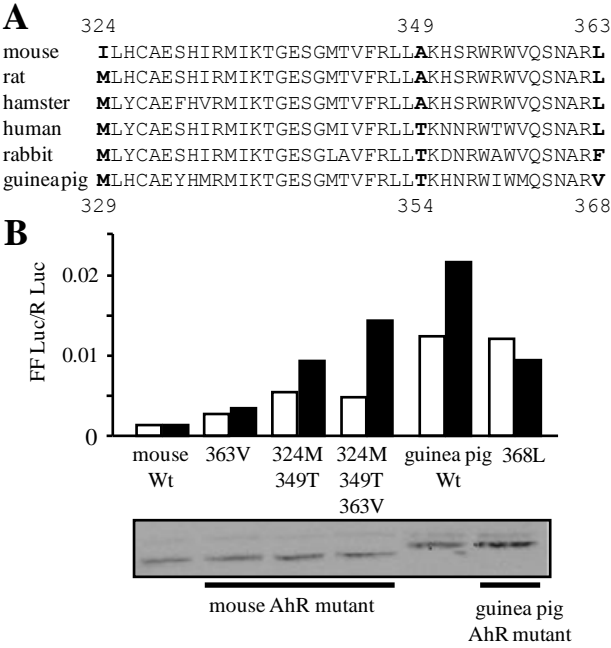 A
324 349 363
mouse ILHCAESHIRMIKTGESGMTVFRLLAKHSRWRWVQSNARL
rat MLHCAESHIRMIKTGESGMTVFRLLAKHSRWRWVQSNARL
hamster MLYCAEFHVRMIKTGESGMTVFRLLAKHSRWRWVQSNARL
human MLYCAESHIRMIKTGESGMIVFRLLTKNNRWTWVQSNARL
rabbit MLYCAESHIRMIKTGESGLAVFRLLTKDNRWAWVQSNARF
guineapig MLHCAEYHMRMIKTGESGMTVFRLLTKHNRWIWMQSNARV
329 354 368
B
FF Luc/R Luc
0.02
0.01
0
mouse Wt
363V
324M 349T
324M 349T 363V
guinea pig Wt
368L
mouse AhR mutant
guinea pig
AhR mutant